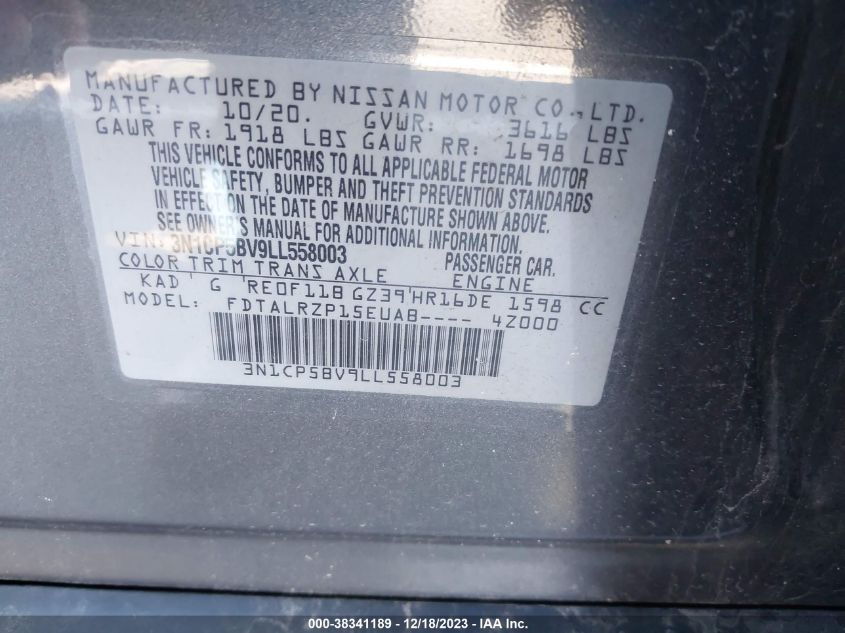 MANUFACTURED BY NISSAN MOTOR CO., LTD.
DATE: 10/20. GVWR: 3616 LBS
GAWR FR: 1918 LBS GAWR RR: 1698 LBS
THIS VEHICLE CONFORMS TO ALL APPLICABLE FEDERAL MOTOR
VEHICLE SAFETY, BUMPER AND THEFT PREVENTION STANDARDS
IN EFFECT ON THE DATE OF MANUFACTURE SHOWN ABOVE.
SEE OWNER'S MANUAL FOR ADDITIONAL INFORMATION.
VIN: 3N1CP5BV9LL558003 PASSENGER CAR.
COLOR TRIM TRANS AXLE ENGINE
KAD ' G 'RE0F11B GZ39'HR16DE 1598 CC
MODEL: FDTALRZP15EUAB---- 4Z000
3N1CP5BV9LL558003
000-38341189 - 12/18/2023 -